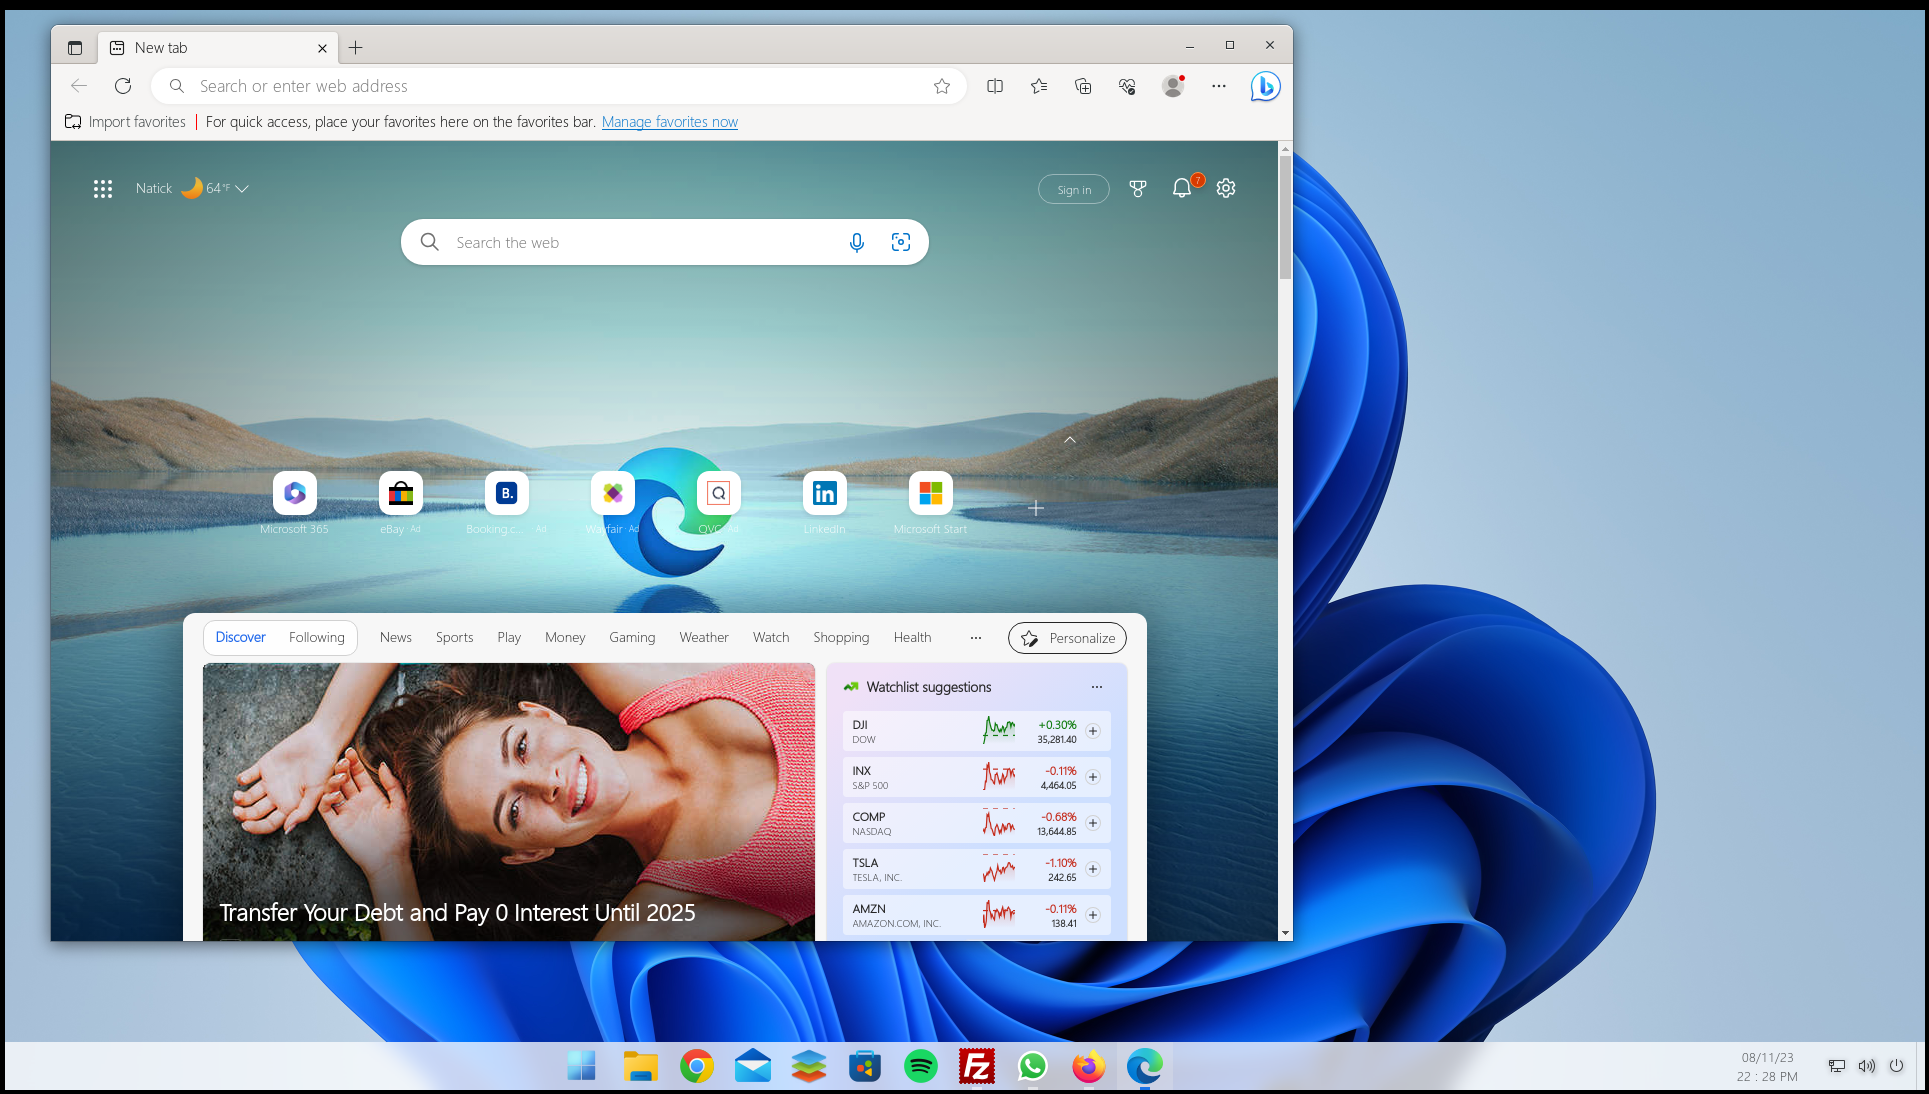 New tab
Search or enter web address
Import favorites
For quick access, place your favorites here on the favorites bar. Manage favorites now
Natick 64 °F
Sign in
7
Search the web
Microsoft 365
eBay · Ad
Booking.c... Ad
B.
Wayfair · Ad
QVC · Ad
LinkedIn
in
Microsoft Start
Discover Following News Sports Play Money Gaming Weather Watch Shopping Health ... Personalize
Transfer Your Debt and Pay 0 Interest Until 2025
Watchlist suggestions ...
DJI +0.30%
DOW 35,281.40
INX -0.11%
S&P 500 4,464.05
COMP -0.68%
NASDAQ 13,644.85
TSLA -1.10%
TESLA, INC. 242.65
AMZN -0.11%
AMAZON.COM, INC. 138.41
Fz
08/11/23
22 : 28 PM